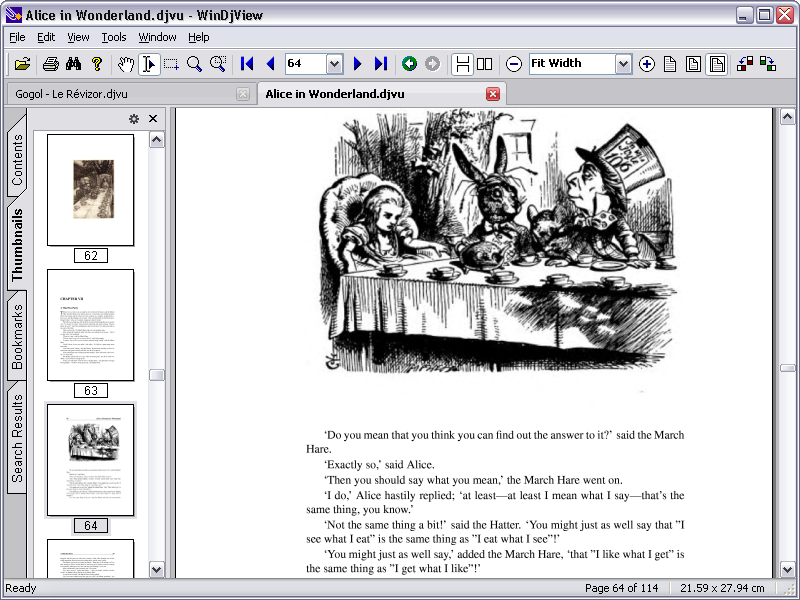 Alice in Wonderland.djvu - WinDjView
File Edit View Tools Window Help
64 Fit Width
Gogol - Le Révizor.djvu Alice in Wonderland.djvu
Contents
Thumbnails
Bookmarks
Search Results
62
CHAPTER VII
63
64
In this Style
10/6
‘Do you mean that you think you can find out the answer to it?’ said the March
Hare.
‘Exactly so,’ said Alice.
‘Then you should say what you mean,’ the March Hare went on.
‘I do,’ Alice hastily replied; ‘at least—at least I mean what I say—that’s the
same thing, you know.’
‘Not the same thing a bit!’ said the Hatter. ‘You might just as well say that ”I
see what I eat” is the same thing as ”I eat what I see”!’
‘You might just as well say,’ added the March Hare, ‘that ”I like what I get” is
the same thing as ”I get what I like”!’
Ready Page 64 of 114 21.59 x 27.94 cm